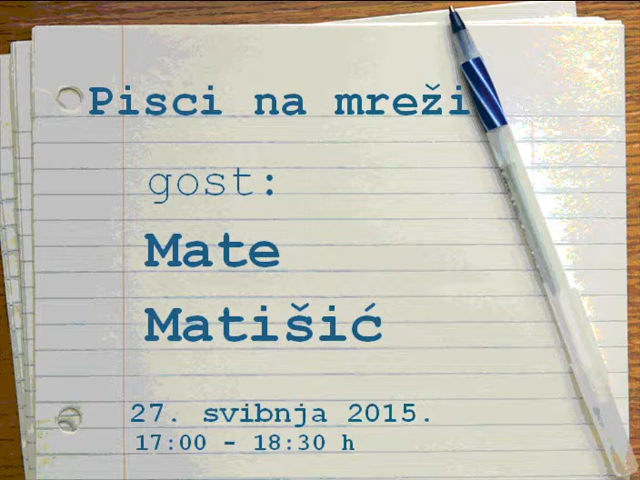 Pisci na mreži
gost:
Mate
Matišić
27. svibnja 2015.
17:00 - 18:30 h